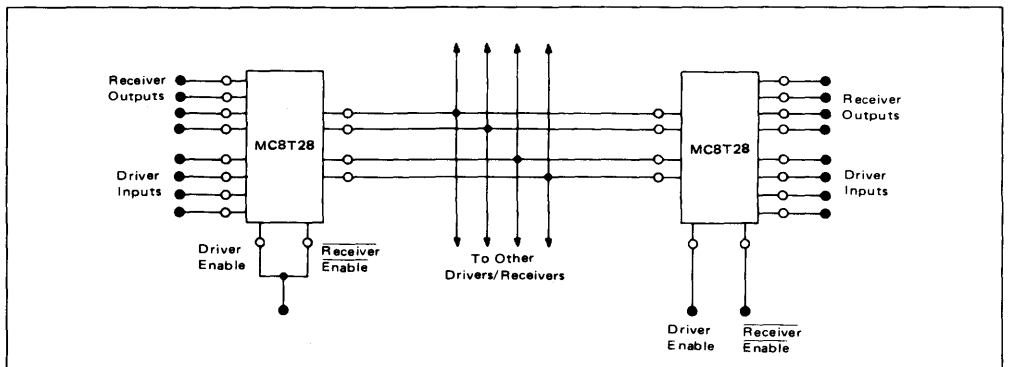 Receiver
Outputs
MC8T28
Driver
Inputs
Driver
Enable
Receiver
Enable
To Other
Drivers/Receivers
MC8T28
Receiver
Outputs
Driver
Inputs
Driver
Enable
Receiver
Enable